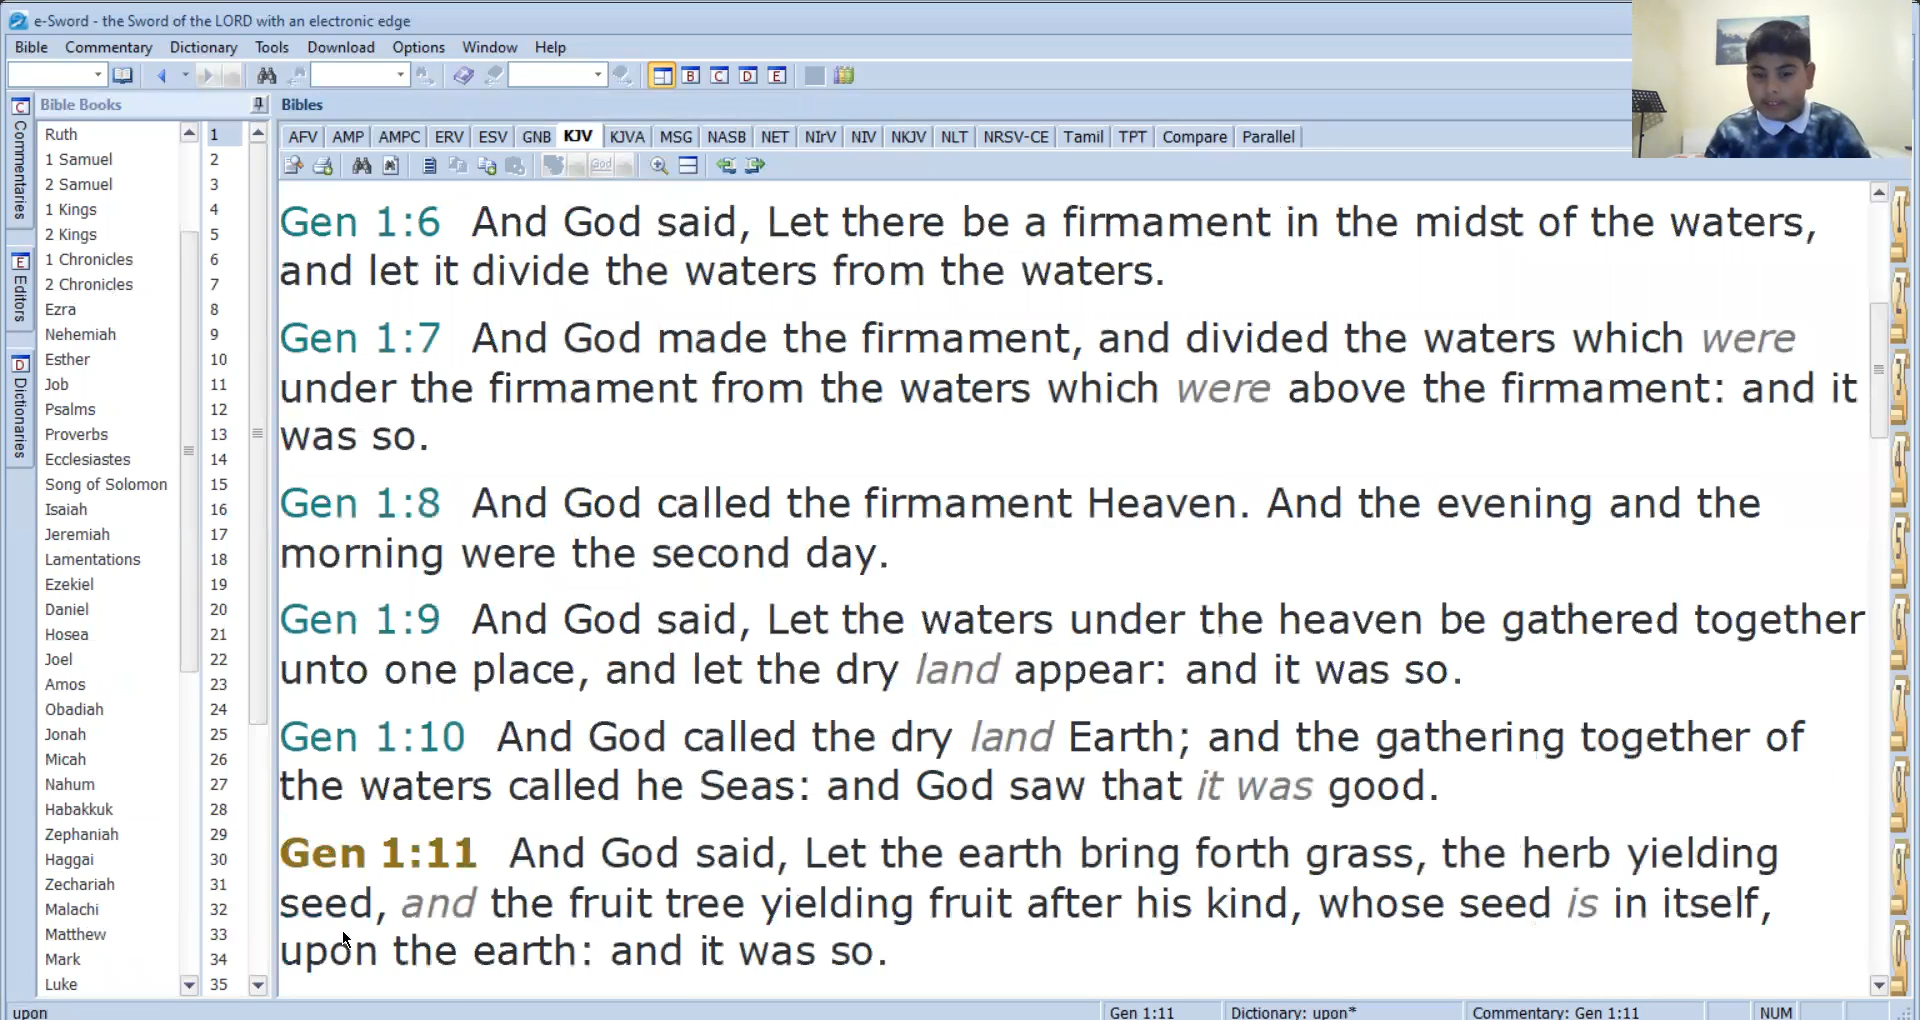 e-Sword - the Sword of the LORD with an electronic edge
Bible Commentary Dictionary Tools Download Options Window Help
B C D E
Bible Books
Bibles
C Commentaries
E Editors
D Dictionaries
Ruth
1 Samuel
2 Samuel
1 Kings
2 Kings
1 Chronicles
2 Chronicles
Ezra
Nehemiah
Esther
Job
Psalms
Proverbs
Ecclesiastes
Song of Solomon
Isaiah
Jeremiah
Lamentations
Ezekiel
Daniel
Hosea
Joel
Amos
Obadiah
Jonah
Micah
Nahum
Habakkuk
Zephaniah
Haggai
Zechariah
Malachi
Matthew
Mark
Luke
1
2
3
4
5
6
7
8
9
10
11
12
13
14
15
16
17
18
19
20
21
22
23
24
25
26
27
28
29
30
31
32
33
34
35
AFV AMP AMPC ERV ESV GNB KJV KJVA MSG NASB NET NIrV NIV NKJV NLT NRSV-CE Tamil TPT Compare Parallel
God
Gen 1:6 And God said, Let there be a firmament in the midst of the waters,
and let it divide the waters from the waters.
Gen 1:7 And God made the firmament, and divided the waters which were
under the firmament from the waters which were above the firmament: and it
was so.
Gen 1:8 And God called the firmament Heaven. And the evening and the
morning were the second day.
Gen 1:9 And God said, Let the waters under the heaven be gathered together
unto one place, and let the dry land appear: and it was so.
Gen 1:10 And God called the dry land Earth; and the gathering together of
the waters called he Seas: and God saw that it was good.
Gen 1:11 And God said, Let the earth bring forth grass, the herb yielding
seed, and the fruit tree yielding fruit after his kind, whose seed is in itself,
upon the earth: and it was so.
1
2
3
4
5
6
7
8
9
0
upon
Gen 1:11
Dictionary: upon*
Commentary: Gen 1:11
NUM